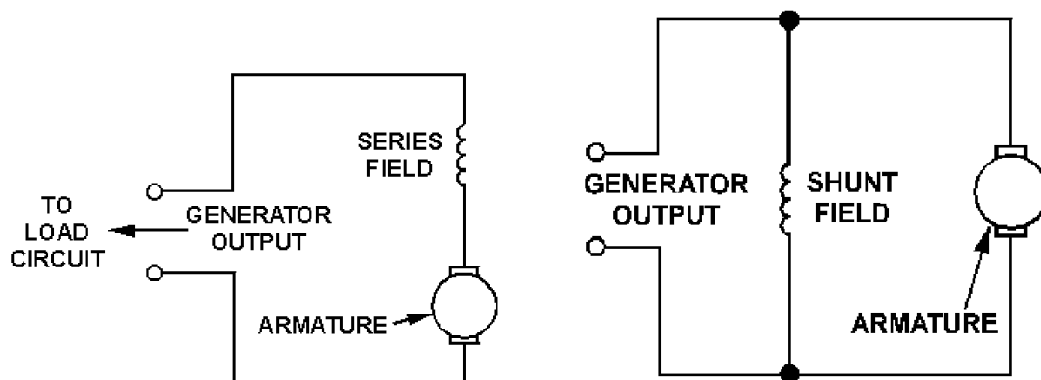 SERIES
FIELD
TO
LOAD
CIRCUIT
GENERATOR
OUTPUT
ARMATURE
GENERATOR
OUTPUT
SHUNT
FIELD
ARMATURE